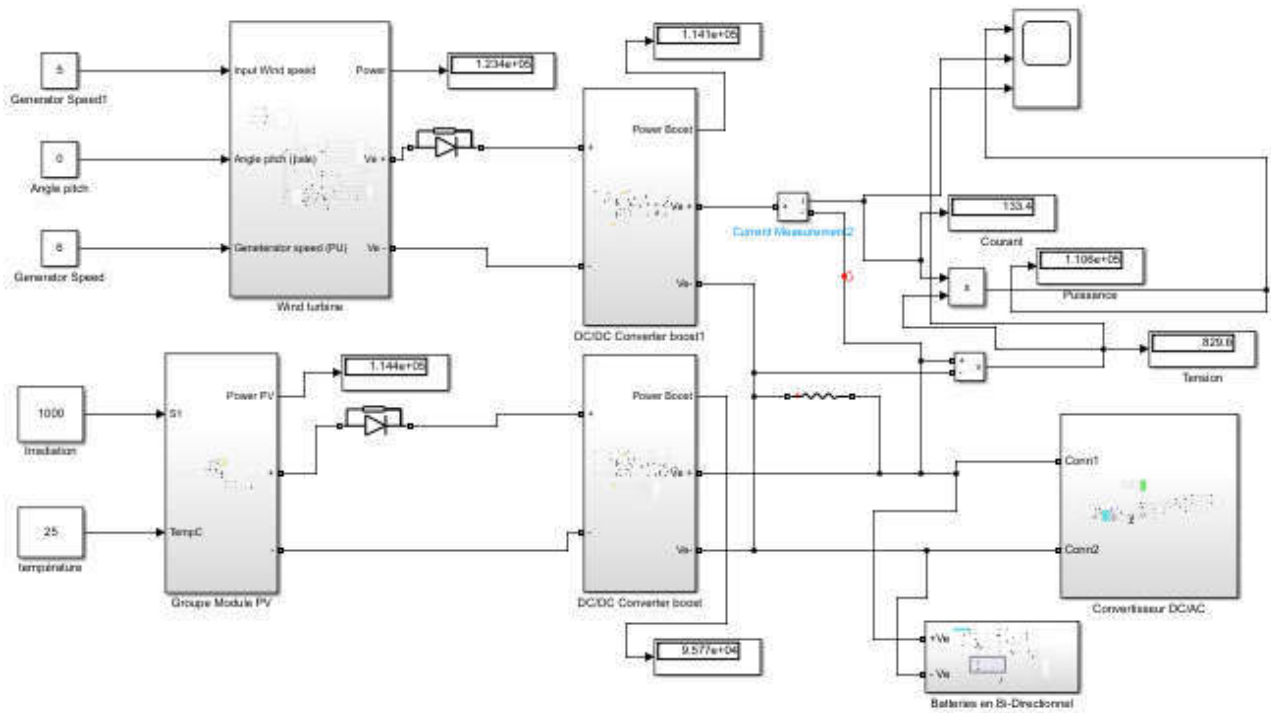 1.141e+05
5
Input Wind speed
Power
1.234e+05
Generator Speed1
Power Boost
0
Angle pitch (pale)
Ve +
+
Angle pitch
Ve +
+
i
-
133.4
Current Measurement2
Courant
6
Geneterator speed (PU)
Ve -
-
1.106e+05
Generator Speed
Ve-
x
Puissance
Wind turbine
DC/DC Converter boost1
829.6
+
-
v
Tension
1.144e+05
Power PV
Power Boost
1000
S1
+
Irradiation
+
Ve +
Conn1
25
TempC
-
-
Ve-
Conn2
température
Groupe Module PV
DC/DC Converter boost
Convertisseur DC/AC
9.577e+04
+Ve
- Ve
Batteries en Bi-Directionnel